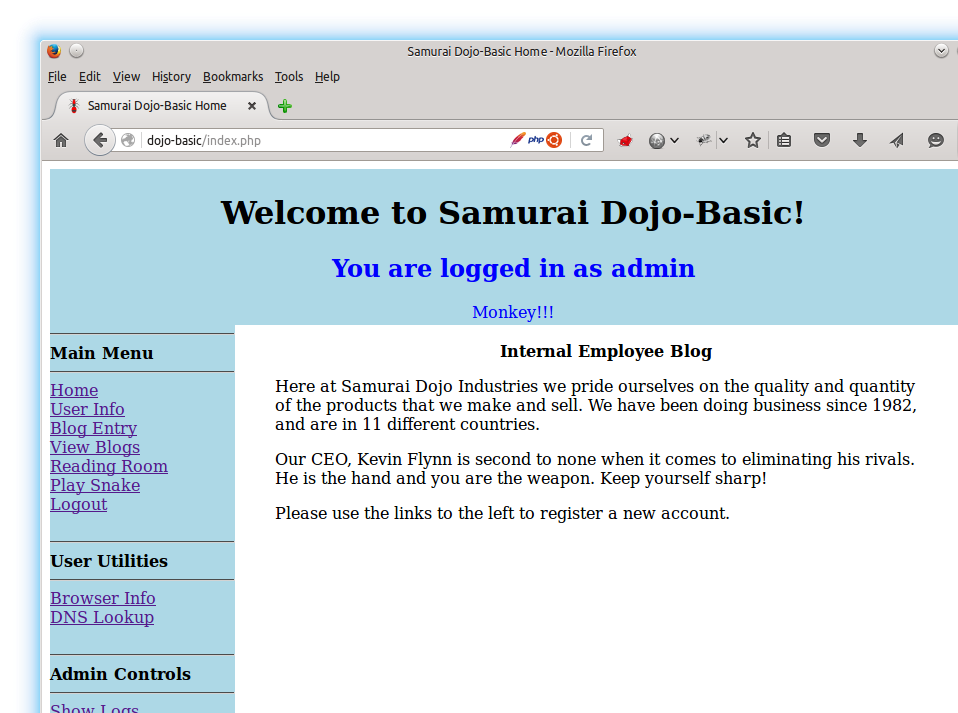 Samurai Dojo-Basic Home - Mozilla Firefox
File Edit View History Bookmarks Tools Help
Samurai Dojo-Basic Home
dojo-basic/index.php php
Welcome to Samurai Dojo-Basic!
You are logged in as admin
Monkey!!!
Main Menu
Home
User Info
Blog Entry
View Blogs
Reading Room
Play Snake
Logout
User Utilities
Browser Info
DNS Lookup
Admin Controls
Show Logs
Internal Employee Blog
Here at Samurai Dojo Industries we pride ourselves on the quality and quantity
of the products that we make and sell. We have been doing business since 1982,
and are in 11 different countries.
Our CEO, Kevin Flynn is second to none when it comes to eliminating his rivals.
He is the hand and you are the weapon. Keep yourself sharp!
Please use the links to the left to register a new account.